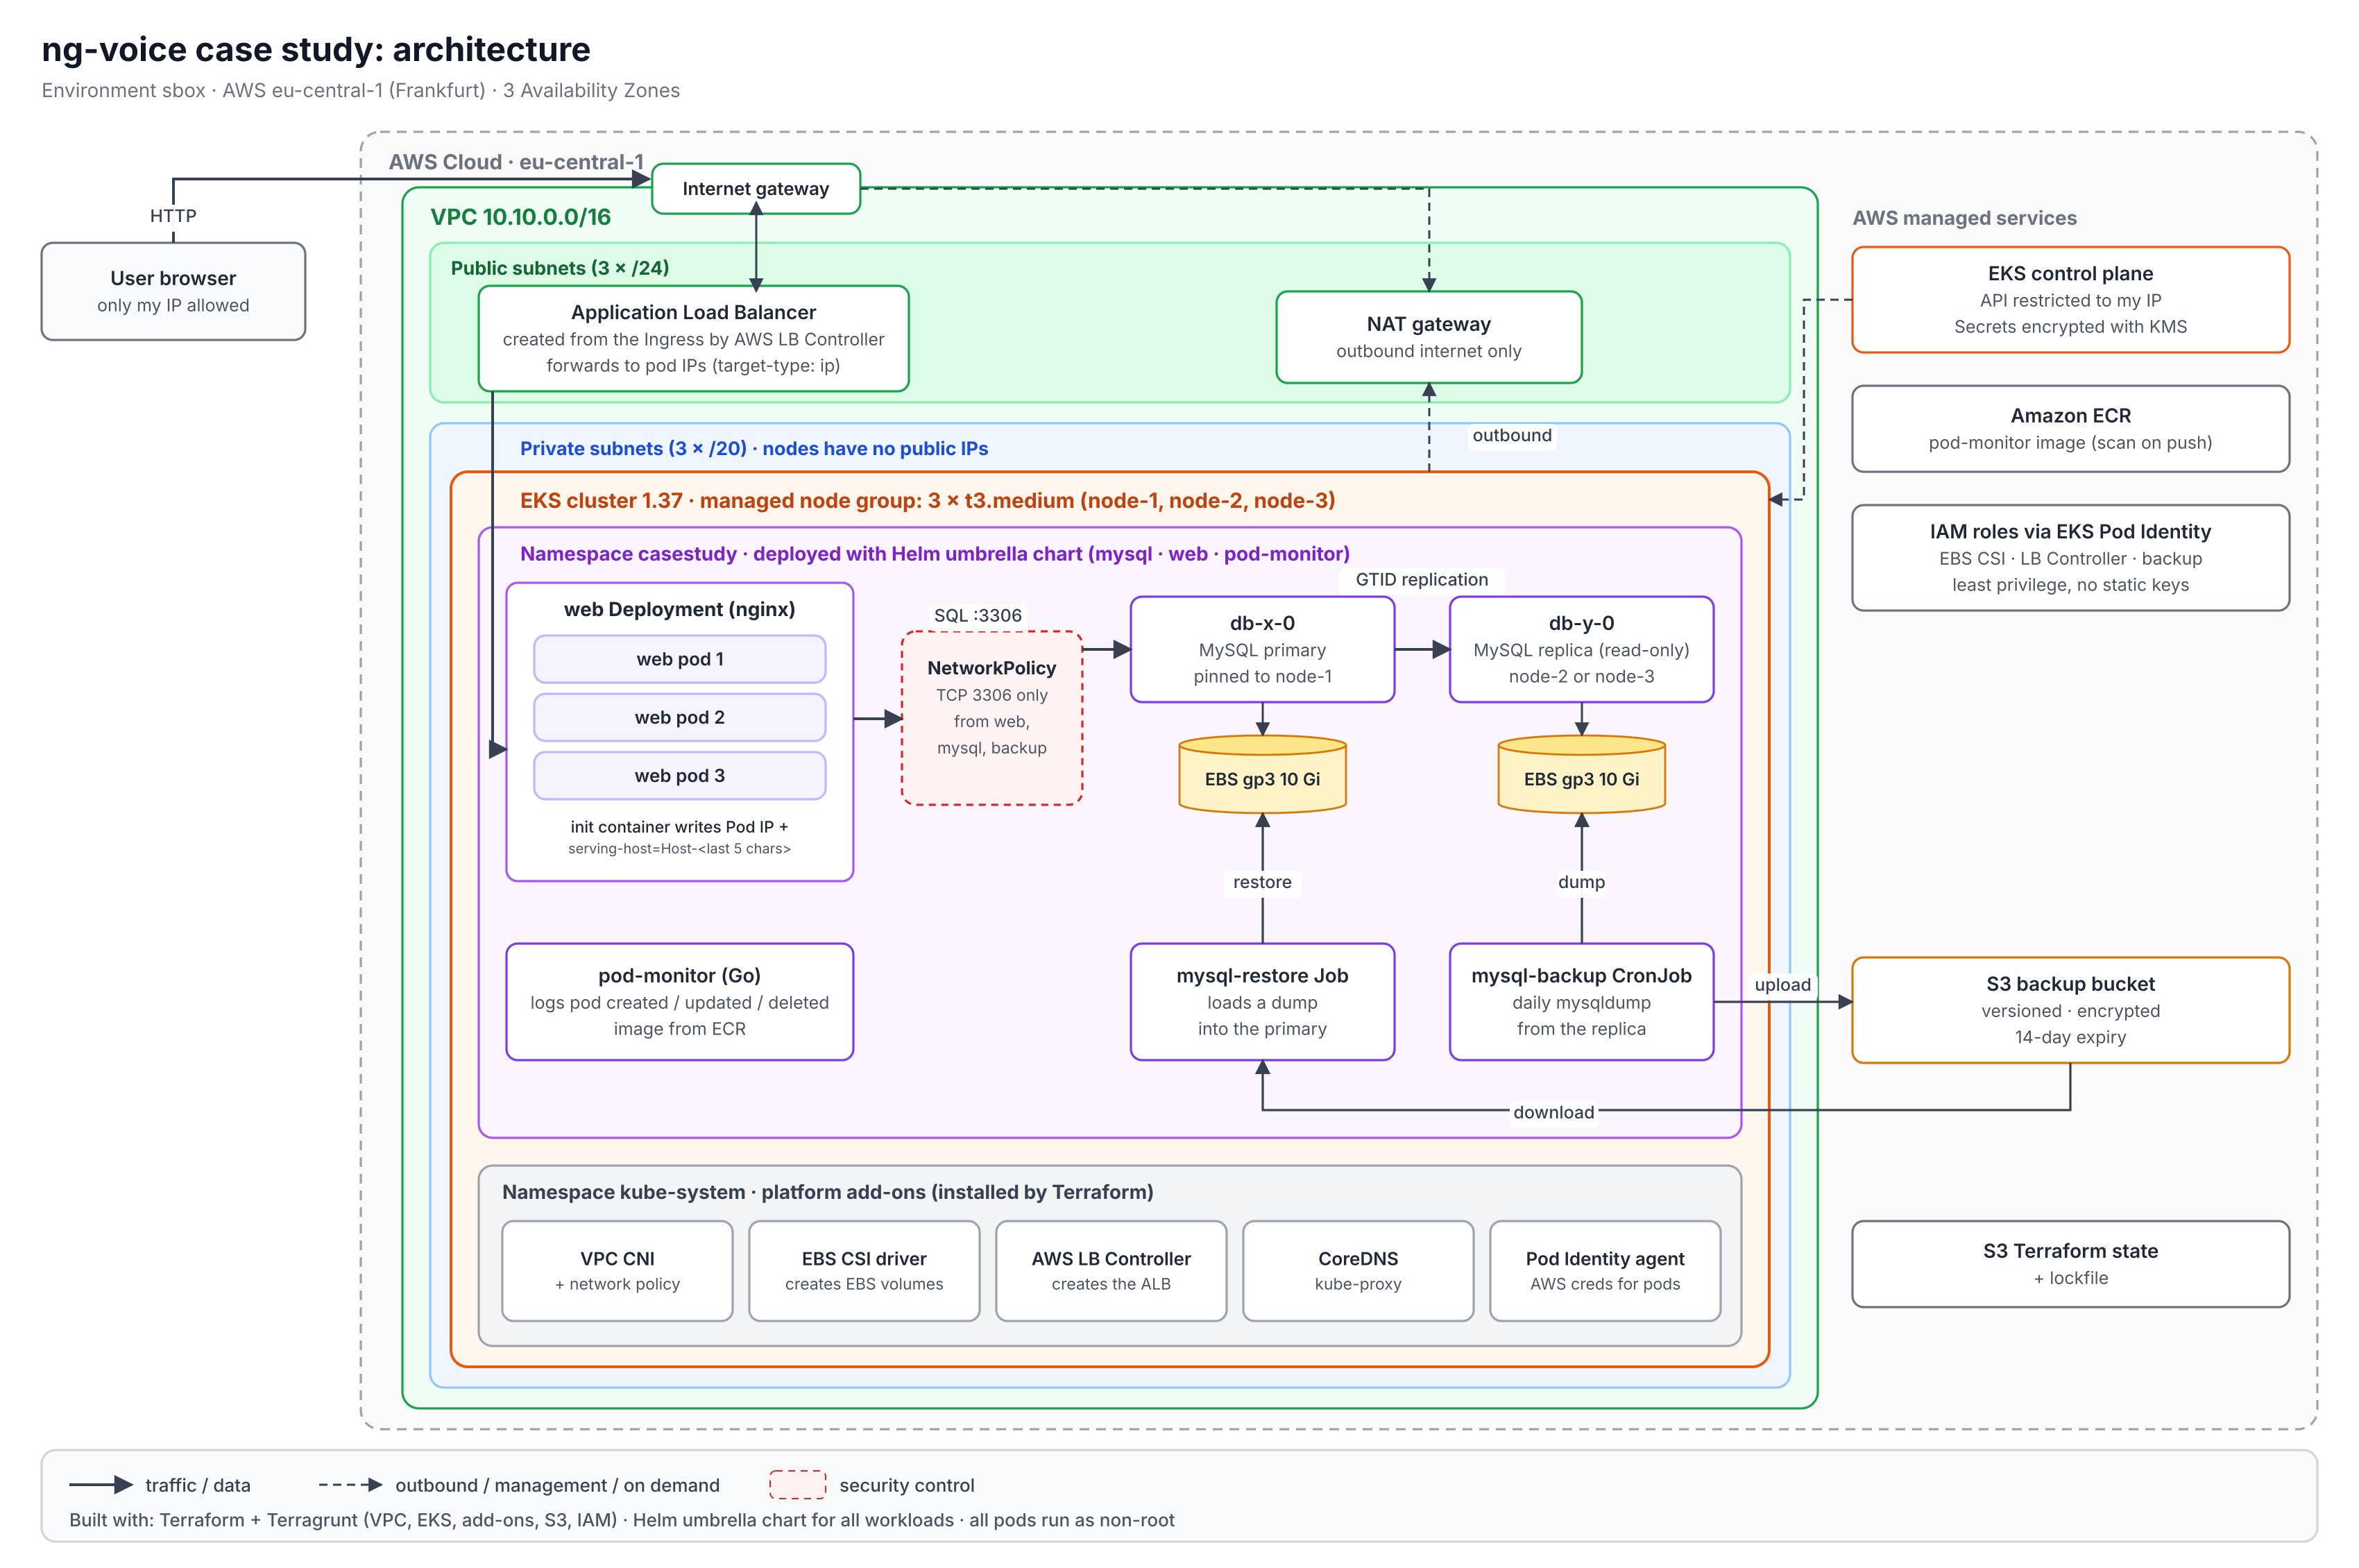 ng-voice case study: architecture
Environment sbox · AWS eu-central-1 (Frankfurt) · 3 Availability Zones
AWS Cloud · eu-central-1
Internet gateway
HTTP
User browser
only my IP allowed
VPC 10.10.0.0/16
Public subnets (3 × /24)
Application Load Balancer
created from the Ingress by AWS LB Controller
forwards to pod IPs (target-type: ip)
NAT gateway
outbound internet only
outbound
AWS managed services
EKS control plane
API restricted to my IP
Secrets encrypted with KMS
Amazon ECR
pod-monitor image (scan on push)
IAM roles via EKS Pod Identity
EBS CSI · LB Controller · backup
least privilege, no static keys
Private subnets (3 × /20) · nodes have no public IPs
EKS cluster 1.37 · managed node group: 3 × t3.medium (node-1, node-2, node-3)
Namespace casestudy · deployed with Helm umbrella chart (mysql · web · pod-monitor)
web Deployment (nginx)
web pod 1
web pod 2
web pod 3
init container writes Pod IP +
serving-host=Host-<last 5 chars>
SQL :3306
NetworkPolicy
TCP 3306 only
from web,
mysql, backup
GTID replication
db-x-0
MySQL primary
pinned to node-1
db-y-0
MySQL replica (read-only)
node-2 or node-3
EBS gp3 10 Gi
EBS gp3 10 Gi
restore
dump
pod-monitor (Go)
logs pod created / updated / deleted
image from ECR
mysql-restore Job
loads a dump
into the primary
mysql-backup CronJob
daily mysqldump
from the replica
upload
S3 backup bucket
versioned · encrypted
14-day expiry
download
Namespace kube-system · platform add-ons (installed by Terraform)
VPC CNI
+ network policy
EBS CSI driver
creates EBS volumes
AWS LB Controller
creates the ALB
CoreDNS
kube-proxy
Pod Identity agent
AWS creds for pods
S3 Terraform state
+ lockfile
traffic / data
outbound / management / on demand
security control
Built with: Terraform + Terragrunt (VPC, EKS, add-ons, S3, IAM) · Helm umbrella chart for all workloads · all pods run as non-root